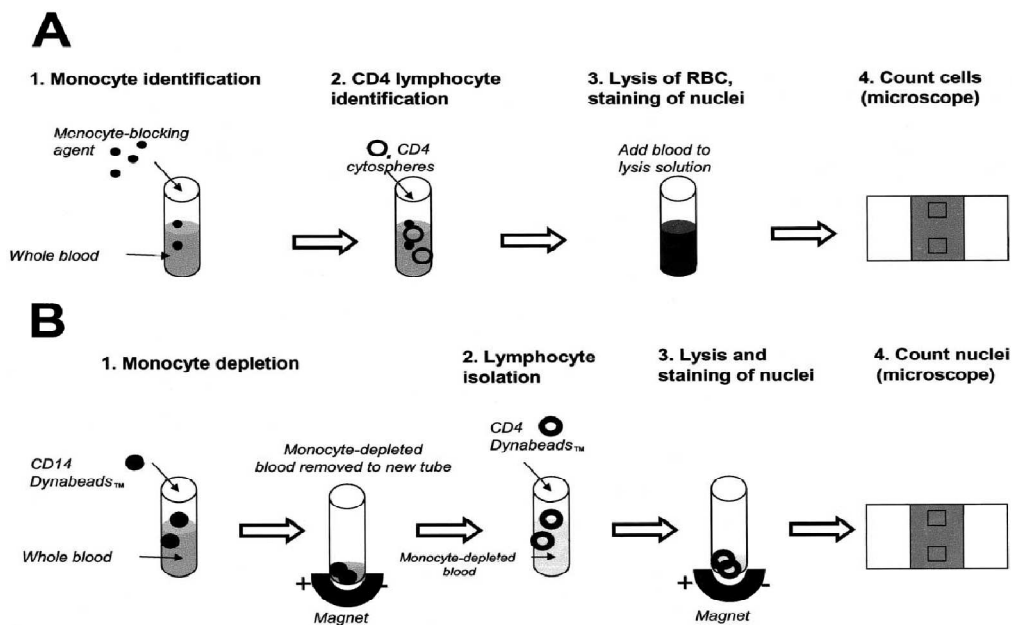 A
1. Monocyte identification
2. CD4 lymphocyte
identification
3. Lysis of RBC,
staining of nuclei
4. Count cells
(microscope)
Monocyte-blocking
agent
CD4
cytospheres
Add blood to
lysis solution
Whole blood
B
1. Monocyte depletion
2. Lymphocyte
isolation
3. Lysis and
staining of nuclei
4. Count nuclei
(microscope)
CD14
Dynabeads™
Monocyte-depleted
blood removed to new tube
CD4
Dynabeads™
Whole blood
Monocyte-depleted
blood
+ -
Magnet
+ -
Magnet